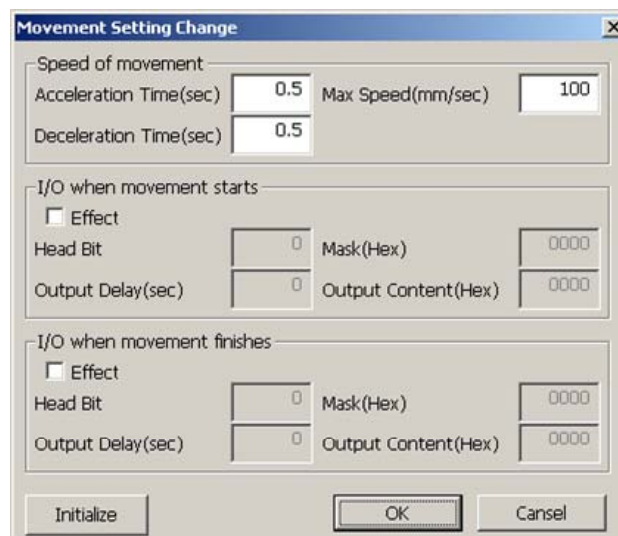 Movement Setting Change
Speed of movement
Acceleration Time(sec) 0.5 Max Speed(mm/sec) 100
Deceleration Time(sec) 0.5
I/O when movement starts
Effect
Head Bit 0 Mask(Hex) 0000
Output Delay(sec) 0 Output Content(Hex) 0000
I/O when movement finishes
Effect
Head Bit 0 Mask(Hex) 0000
Output Delay(sec) 0 Output Content(Hex) 0000
Initialize OK Cansel